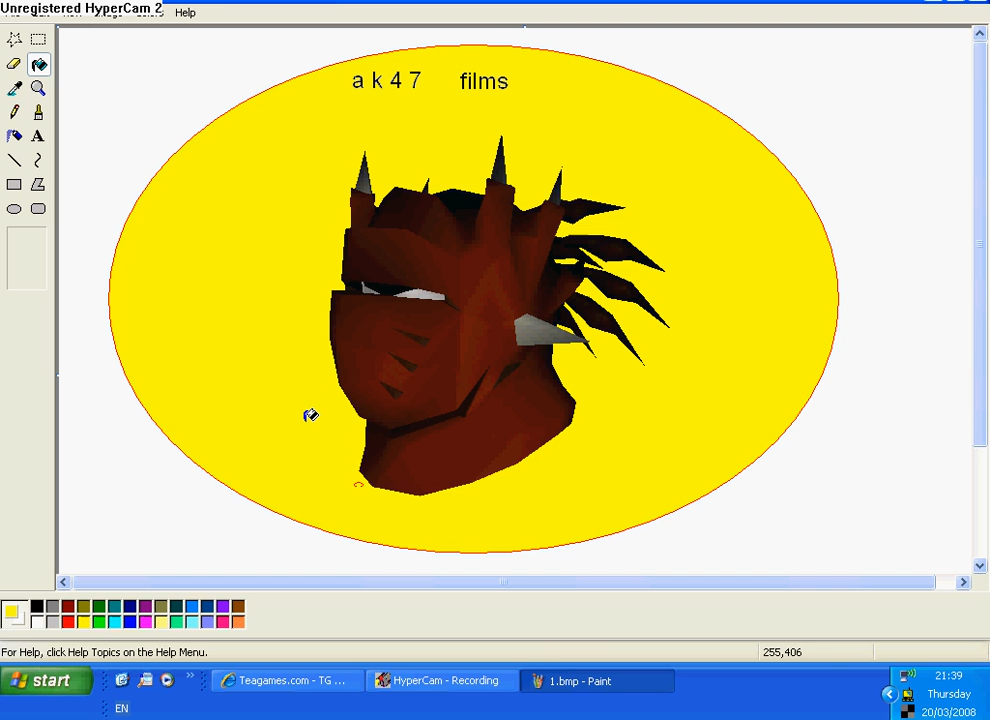 Unregistered HyperCam 2
Help
a k 4 7 films
For Help, click Help Topics on the Help Menu.
255,406
start
Teagames.com - TG ...
HyperCam - Recording
1.bmp - Paint
21:39
Thursday
20/03/2008
EN